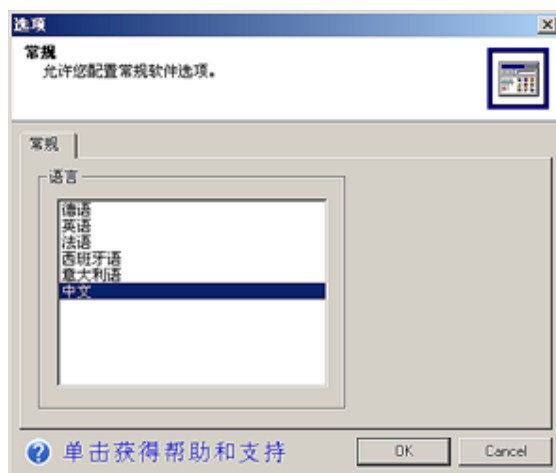 选项
常规
允许您配置常规软件选项。
常规
语言
德语
英语
法语
西班牙语
意大利语
中文
单击获得帮助和支持
OK
Cancel